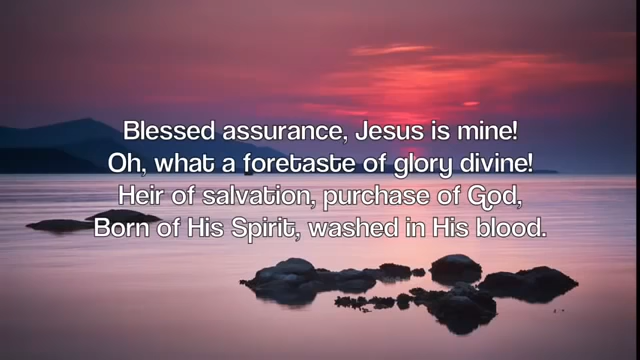 Blessed assurance, Jesus is mine!
Oh, what a foretaste of glory divine!
Heir of salvation, purchase of God,
Born of His Spirit, washed in His blood.